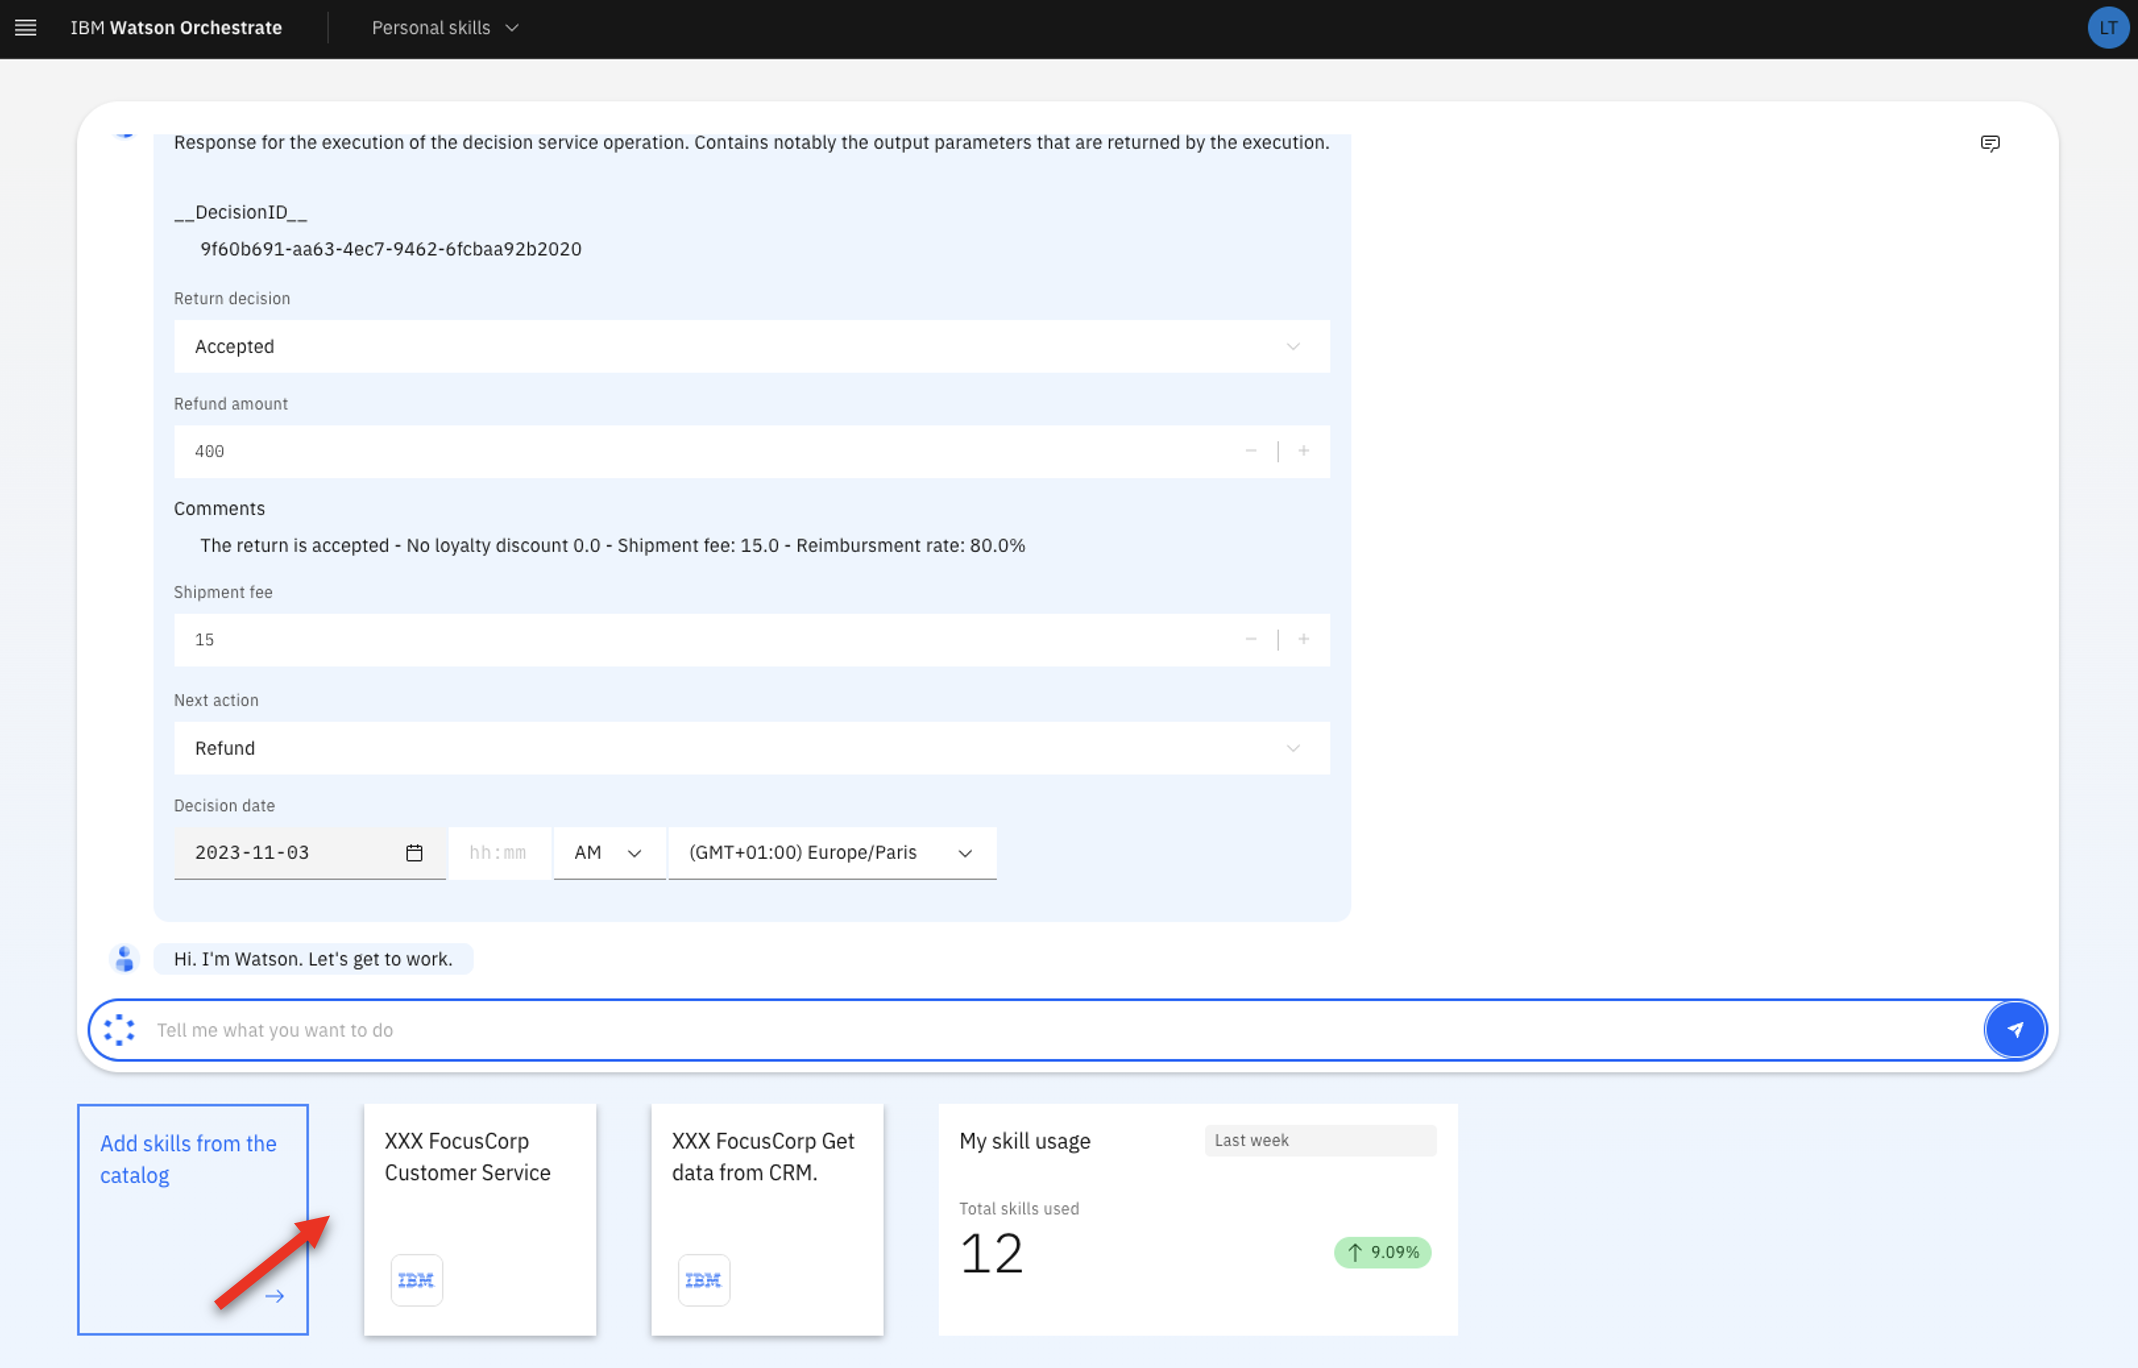 IBM Watson Orchestrate
Personal skills
LT
Response for the execution of the decision service operation. Contains notably the output parameters that are returned by the execution.
__DecisionID__
9f60b691-aa63-4ec7-9462-6fcbaa92b2020
Return decision
Accepted
Refund amount
400
Comments
The return is accepted - No loyalty discount 0.0 - Shipment fee: 15.0 - Reimbursment rate: 80.0%
Shipment fee
15
Next action
Refund
Decision date
2023-11-03 hh:mm AM (GMT+01:00) Europe/Paris
Hi. I'm Watson. Let's get to work.
Tell me what you want to do
Add skills from the
catalog
XXX FocusCorp
Customer Service
IBM
XXX FocusCorp Get
data from CRM.
IBM
My skill usage
Last week
Total skills used
12
9.09%